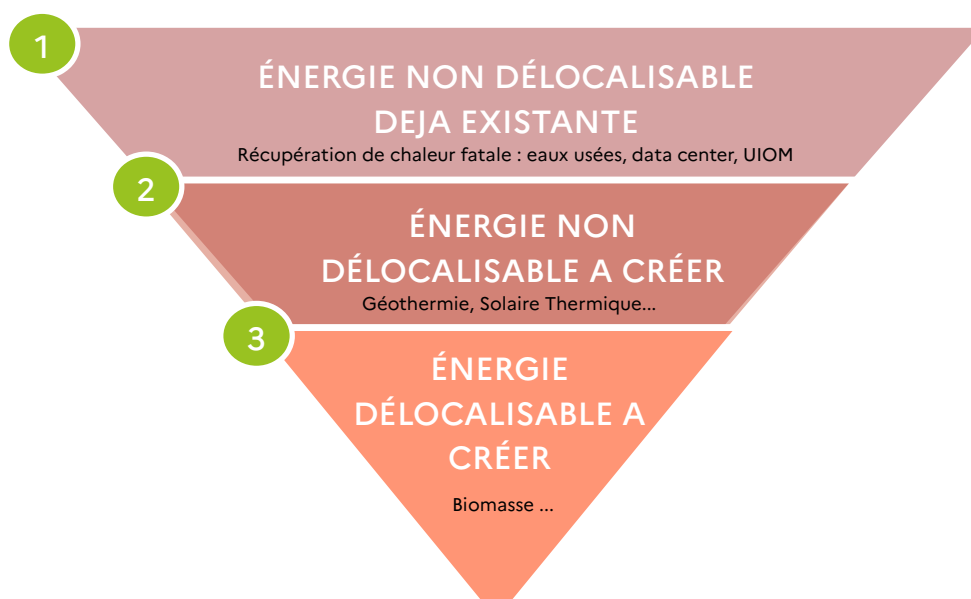 1
ÉNERGIE NON DÉLOCALISABLE
DEJA EXISTANTE
Récupération de chaleur fatale : eaux usées, data center, UIOM
2
ÉNERGIE NON
DÉLOCALISABLE A CRÉER
Géothermie, Solaire Thermique...
3
ÉNERGIE
DÉLOCALISABLE A
CRÉER
Biomasse ...